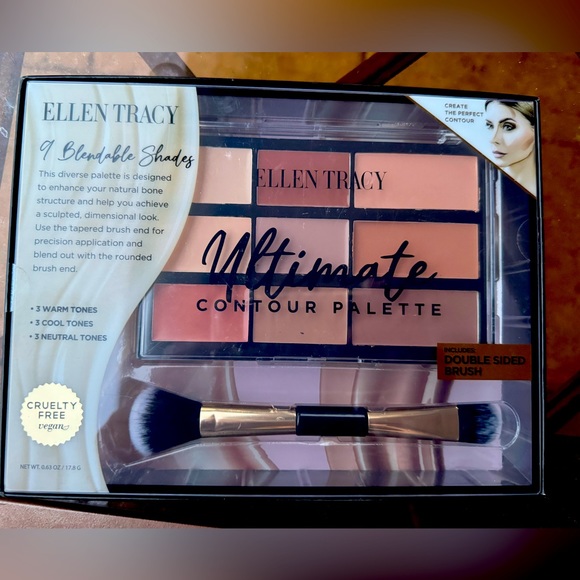 ELLEN TRACY
9 Blendable Shades
This diverse palette is designed
to enhance your natural bone
structure and help you achieve
a sculpted, dimensional look.
Use the tapered brush end for
precision application and
blend out with the rounded
brush end.
• 3 WARM TONES
• 3 COOL TONES
• 3 NEUTRAL TONES
CRUELTY
FREE
vegan
NET WT. 0.63 OZ / 17.8 G
CREATE
THE PERFECT
CONTOUR
ELLEN TRACY
Ultimate
CONTOUR PALETTE
INCLUDES
DOUBLE SIDED
BRUSH